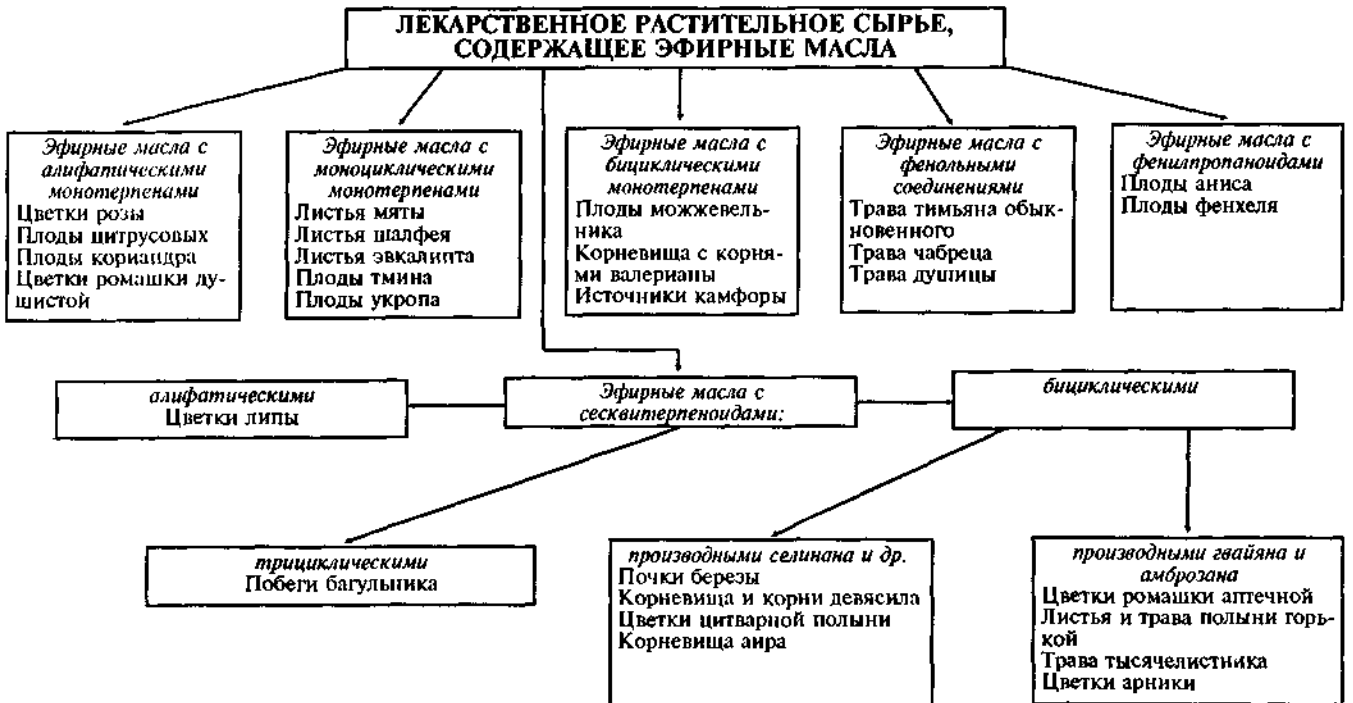 ЛЕКАРСТВЕННОЕ РАСТИТЕЛЬНОЕ СЫРЬЕ,
СОДЕРЖАЩЕЕ ЭФИРНЫЕ МАСЛА
Эфирные масла с
алифатическими
монотерпенами
Цветки розы
Плоды цитрусовых
Плоды кориандра
Цветки ромашки ду-
шистой
Эфирные масла с
моноциклическими
монотерпенами
Листья мяты
Листья шалфея
Листья эвкалипта
Плоды тмина
Плоды укропа
Эфирные масла с
бициклическими
монотерпенами
Плоды можжевель-
ника
Корневища с корня-
ми валерианы
Источники камфоры
Эфирные масла с
фенольными
соединениями
Трава тимьяна обык-
новенного
Трава чабреца
Трава душицы
Эфирные масла с
фенилпропаноидами
Плоды аниса
Плоды фенхеля
алифатическими
Цветки липы
Эфирные масла с
сесквитерпеноидами:
бициклическими
трициклическими
Побеги багульника
производными селинана и др.
Почки березы
Корневища и корни девясила
Цветки цитварной полыни
Корневища аира
производными гвайяна и
амброзана
Цветки ромашки аптечной
Листья и трава полыни горь-
кой
Трава тысячелистника
Цветки арники